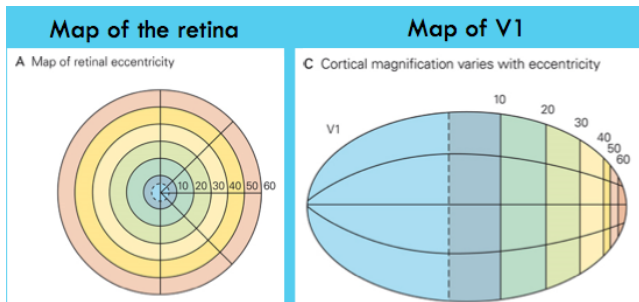 Map of the retina
A Map of retinal eccentricity
10 20 30 40 50 60
Map of V1
C Cortical magnification varies with eccentricity
V1
10
20
30
40
50
60